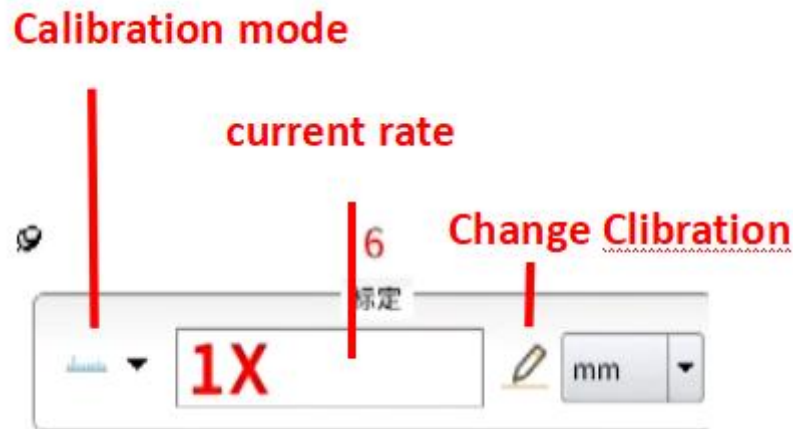 Calibration mode
current rate
6
Change Clibration
标定
1X
mm